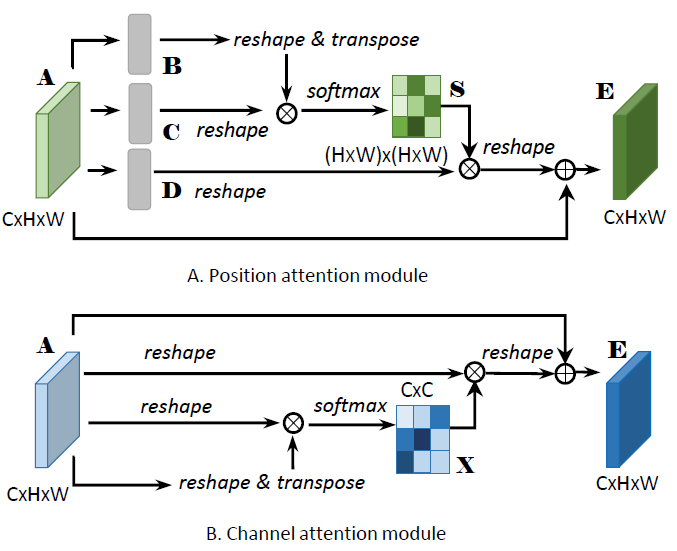 reshape & transpose
B
A
softmax
S
E
C reshape
(HxW)x(HxW)
reshape
D reshape
CxHxW
CxHxW
A. Position attention module
A
reshape
reshape
E
CxC
reshape
softmax
X
reshape & transpose
CxHxW
CxHxW
B. Channel attention module